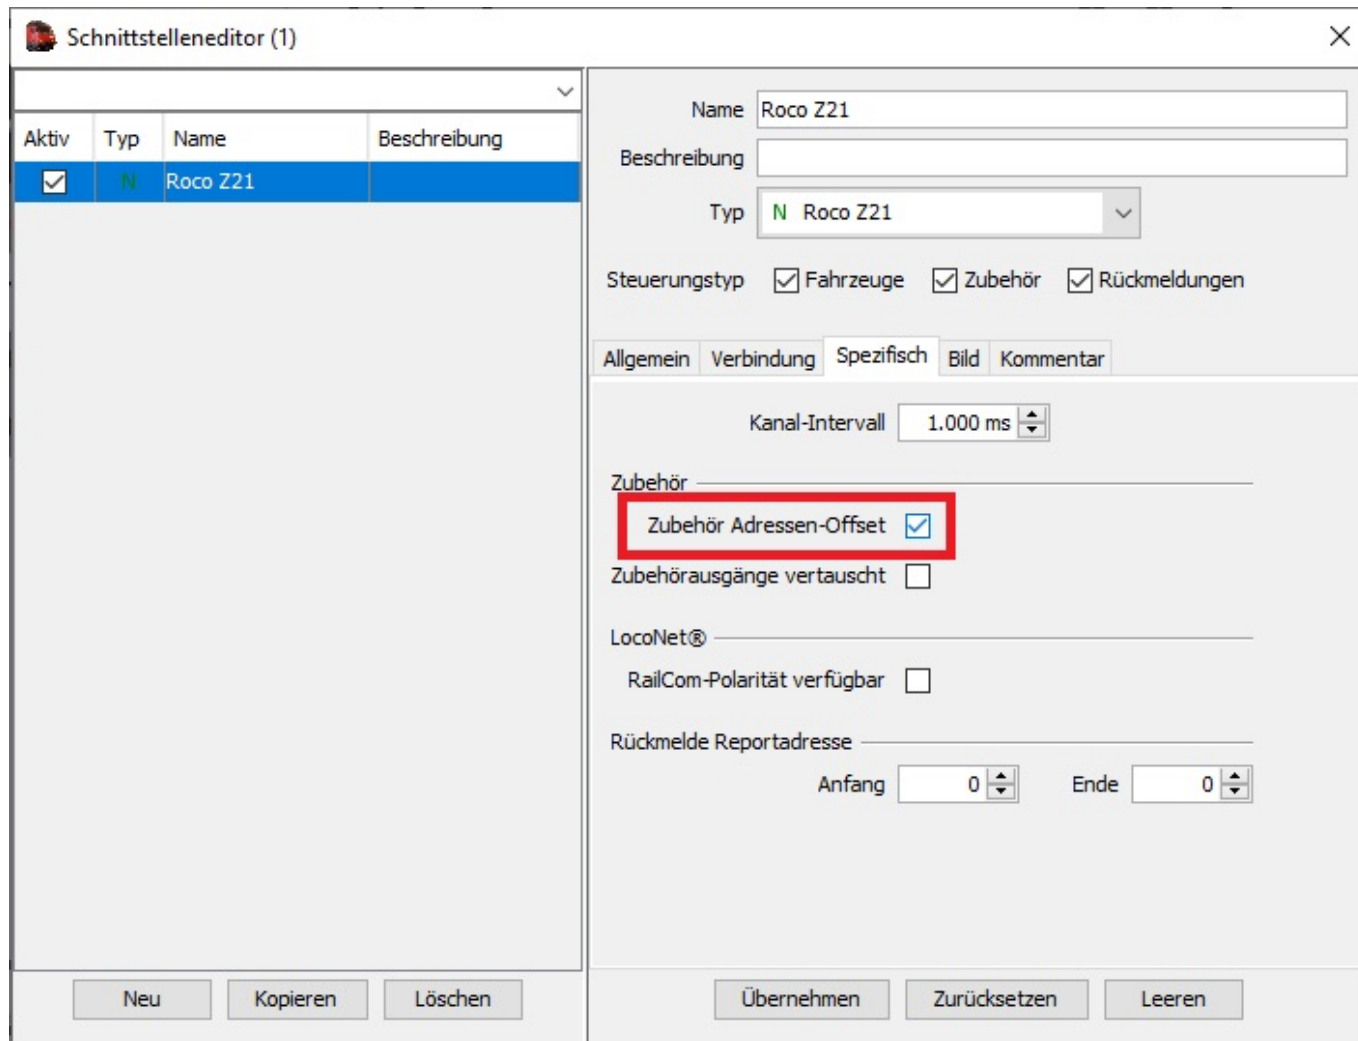 Schnittstelleneditor (1)
Aktiv Typ Name Beschreibung
N Roco Z21
Name Roco Z21
Beschreibung
Typ N Roco Z21
Steuerungstyp Fahrzeuge Zubehör Rückmeldungen
Allgemein Verbindung Spezifisch Bild Kommentar
Kanal-Intervall 1.000 ms
Zubehör
Zubehör Adressen-Offset
Zubehörausgänge vertauscht
LocoNet®
RailCom-Polarität verfügbar
Rückmelde Reportadresse
Anfang 0 Ende 0
Neu Kopieren Löschen
Übernehmen Zurücksetzen Leeren